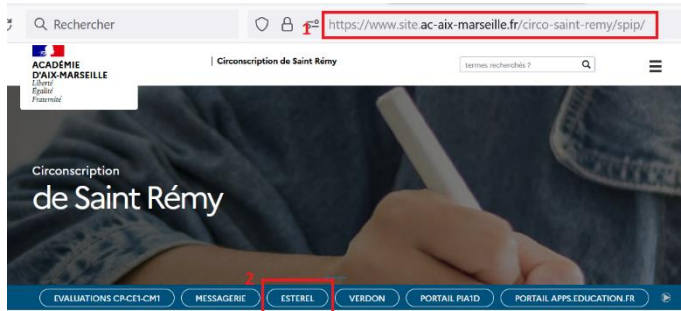 Rechercher
1
https://www.site.ac-aix-marseille.fr/circo-saint-remy/spip/
ACADÉMIE
D'AIX-MARSEILLE
Liberté
Égalité
Fraternité
Circonscription de Saint Rémy
termes recherchés ?
Circonscription
de Saint Rémy
2
EVALUATIONS CP-CE1-CM1
MESSAGERIE
ESTEREL
VERDON
PORTAIL PIA1D
PORTAIL APPS.EDUCATION.FR